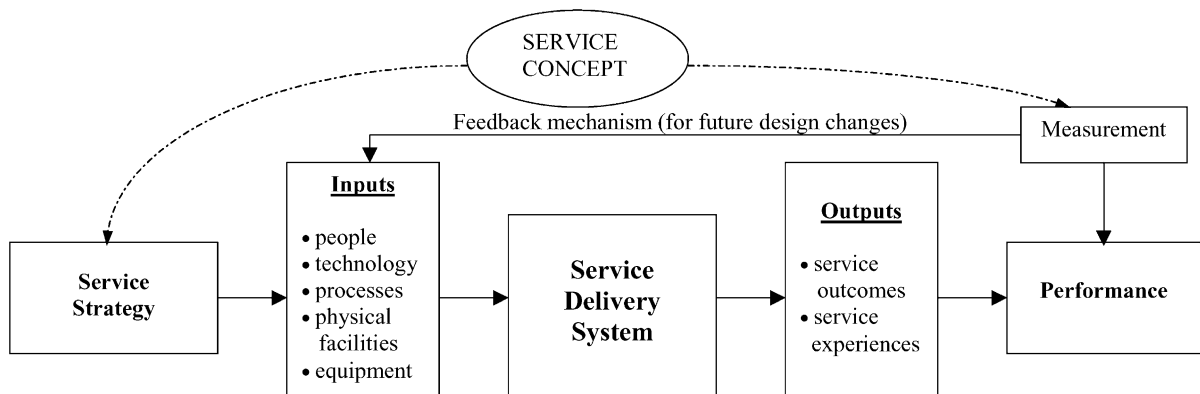 SERVICE
CONCEPT
Feedback mechanism (for future design changes)
Measurement
Service
Strategy
Inputs
• people
• technology
• processes
• physical
facilities
• equipment
Service
Delivery
System
Outputs
• service
outcomes
• service
experiences
Performance